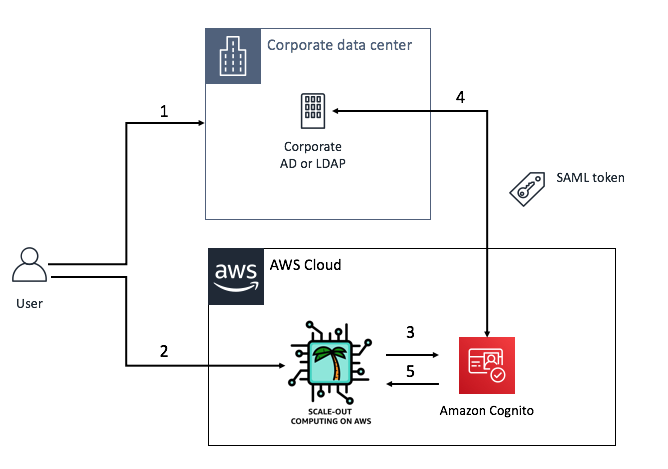 Corporate data center
1
4
Corporate
AD or LDAP
SAML token
aws
AWS Cloud
User
2
3
5
SCALE-OUT
COMPUTING ON AWS
Amazon Cognito